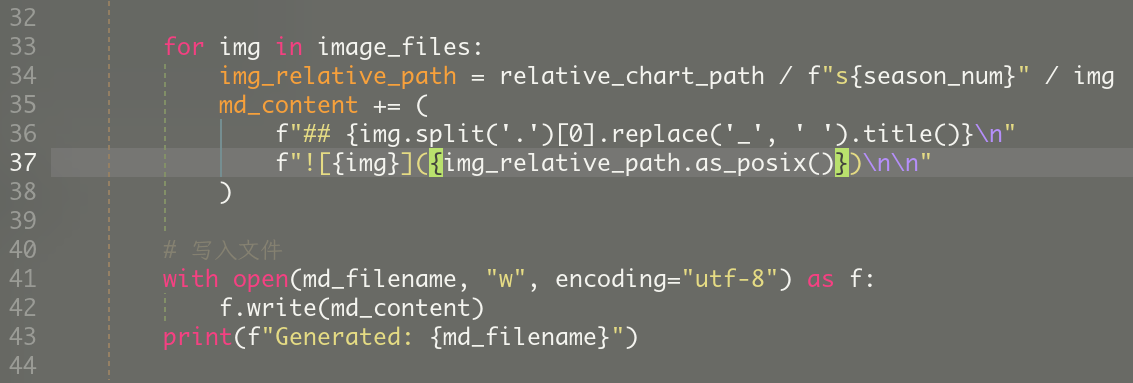 32
33 for img in image_files:
34 img_relative_path = relative_chart_path / f"s{season_num}" / img
35 md_content += (
36 f"## {img.split('.')[0].replace('_', ' ').title()}\n"
37 f"![{img}]({img_relative_path.as_posix()})\n\n"
38 )
39
40 # 写入文件
41 with open(md_filename, "w", encoding="utf-8") as f:
42 f.write(md_content)
43 print(f"Generated: {md_filename}")
44